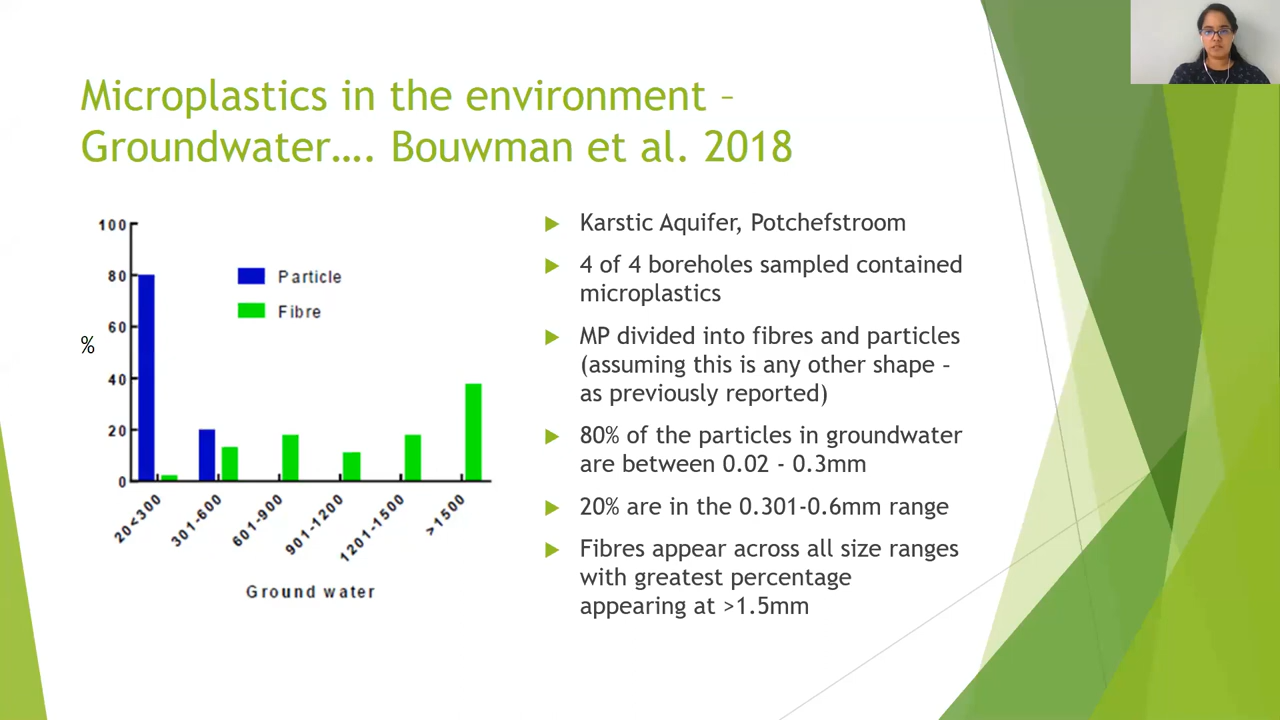 Microplastics in the environment –
Groundwater…. Bouwman et al. 2018
100
80
60
%
40
20
0
Particle
Fibre
20<300
301-600
601-900
901-1200
1201-1500
>1500
Ground water
Karstic Aquifer, Potchefstroom
4 of 4 boreholes sampled contained
microplastics
MP divided into fibres and particles
(assuming this is any other shape –
as previously reported)
80% of the particles in groundwater
are between 0.02 - 0.3mm
20% are in the 0.301-0.6mm range
Fibres appear across all size ranges
with greatest percentage
appearing at >1.5mm